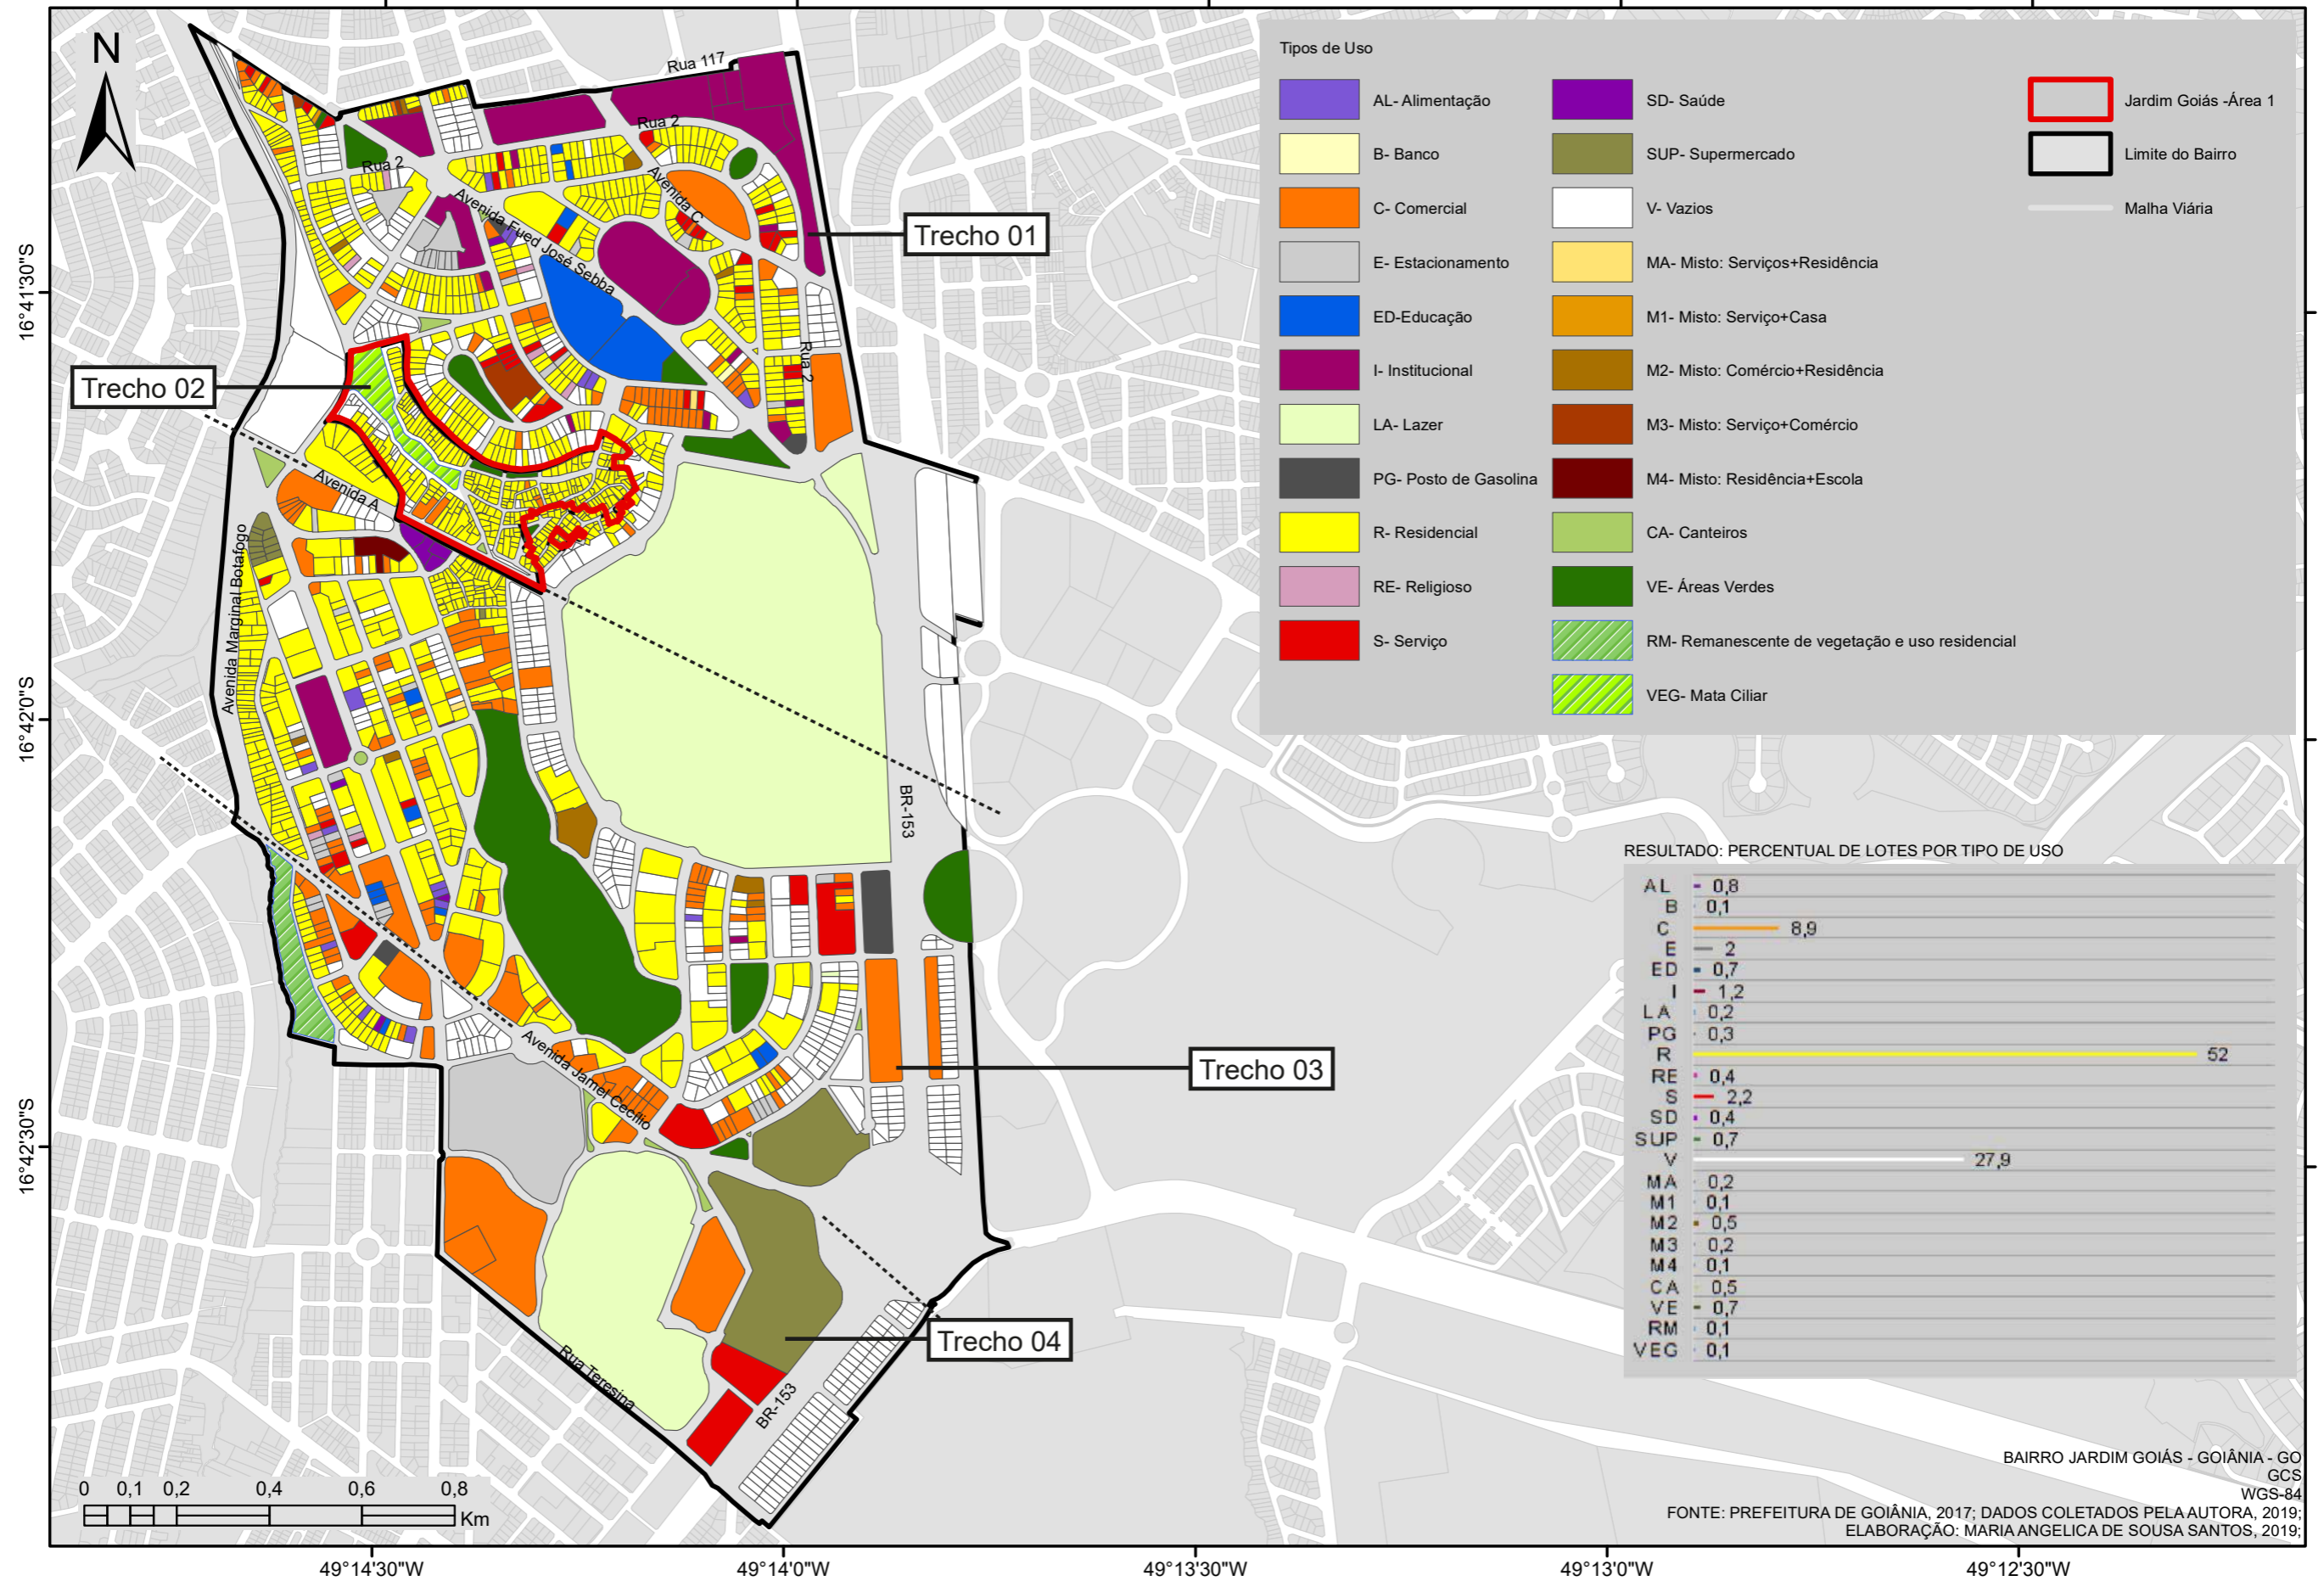 N
Rua 117
Rua 2
Rua 2
Avenida C
Avenida Fued José Sebba
Trecho 01
Rua 2
Trecho 02
Avenida A
Avenida Marginal Botafogo
BR-153
Avenida Jamel Cecílio
Trecho 03
Trecho 04
Rua Teresina
BR-153
16°41'30"S
16°42'0"S
16°42'30"S
49°14'30"W
49°14'0"W
49°13'30"W
49°13'0"W
49°12'30"W
0 0,1 0,2 0,4 0,6 0,8
Km
Tipos de Uso
AL- Alimentação
B- Banco
C- Comercial
E- Estacionamento
ED-Educação
I- Institucional
LA- Lazer
PG- Posto de Gasolina
R- Residencial
RE- Religioso
S- Serviço
SD- Saúde
SUP- Supermercado
V- Vazios
MA- Misto: Serviços+Residência
M1- Misto: Serviço+Casa
M2- Misto: Comércio+Residência
M3- Misto: Serviço+Comércio
M4- Misto: Residência+Escola
CA- Canteiros
VE- Áreas Verdes
RM- Remanescente de vegetação e uso residencial
VEG- Mata Ciliar
Jardim Goiás -Área 1
Limite do Bairro
Malha Viária
RESULTADO: PERCENTUAL DE LOTES POR TIPO DE USO
AL 0,8
B 0,1
C 8,9
E 2
ED 0,7
I 1,2
LA 0,2
PG 0,3
R 52
RE 0,4
S 2,2
SD 0,4
SUP 0,7
V 27,9
MA 0,2
M1 0,1
M2 0,5
M3 0,2
M4 0,1
CA 0,5
VE 0,7
RM 0,1
VEG 0,1
BAIRRO JARDIM GOIÁS - GOIÂNIA - GO
GCS
WGS-84
FONTE: PREFEITURA DE GOIÂNIA, 2017; DADOS COLETADOS PELA AUTORA, 2019;
ELABORAÇÃO: MARIA ANGELICA DE SOUSA SANTOS, 2019;